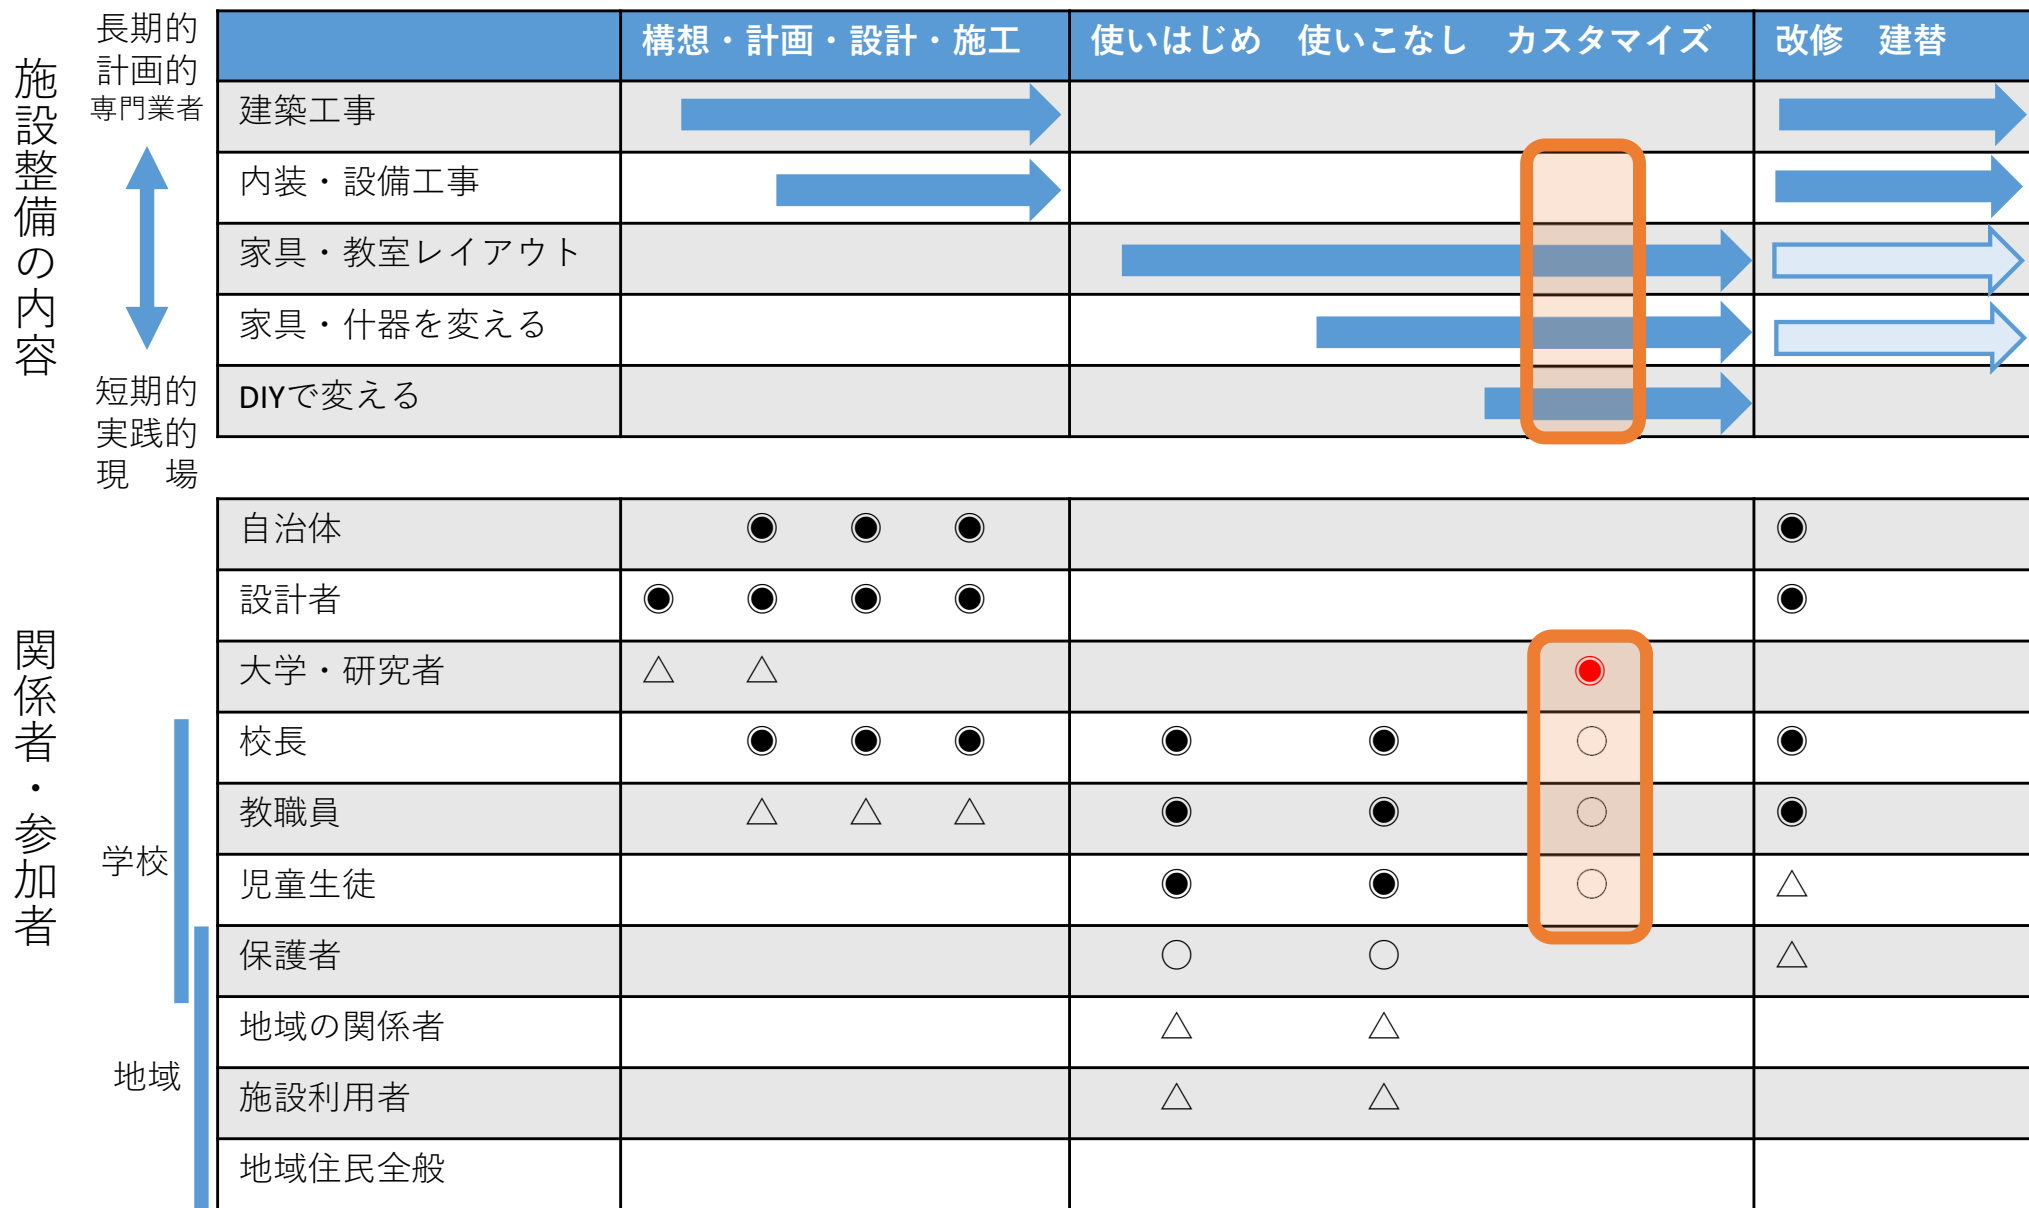 施設整備の内容
長期的
計画的
専門業者
短期的
実践的
現　場
構想・計画・設計・施工　使いはじめ　使いこなし　カスタマイズ　改修　建替
建築工事
内装・設備工事
家具・教室レイアウト
家具・什器を変える
DIYで変える
関係者・参加者
学校
地域
自治体　◉　◉　◉　◉
設計者　◉　◉　◉　◉　◉
大学・研究者　△　△　◉
校長　◉　◉　◉　◉　◉　○　◉
教職員　△　△　△　◉　◉　○　◉
児童生徒　◉　◉　○　△
保護者　○　○　△
地域の関係者　△　△
施設利用者　△　△
地域住民全般